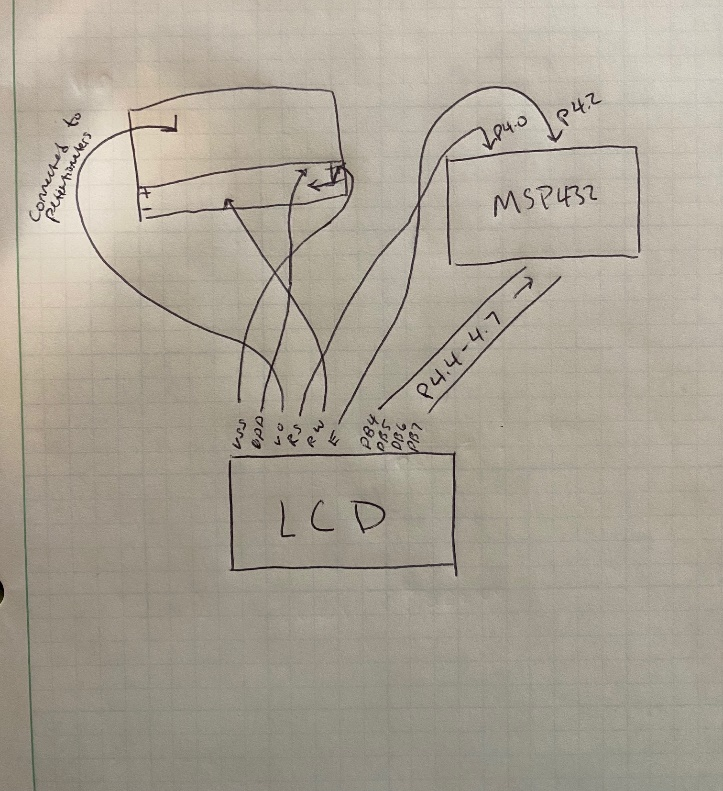 Connected to
P4.0
P4.2
+
-
MSP432
P4.4-4.7
VSS
VDD
VO
RS
RW
E
DB4
DB5
DB6
DB7
LCD